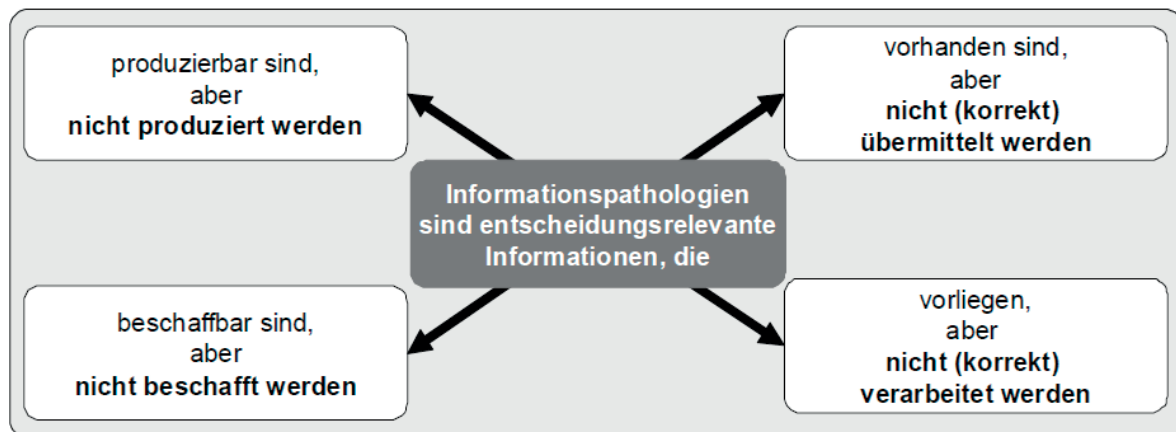 produzierbar sind,
aber
nicht produziert werden
vorhanden sind,
aber
nicht (korrekt)
übermittelt werden
Informationspathologien
sind entscheidungsrelevante
Informationen, die
beschaffbar sind,
aber
nicht beschafft werden
vorliegen,
aber
nicht (korrekt)
verarbeitet werden